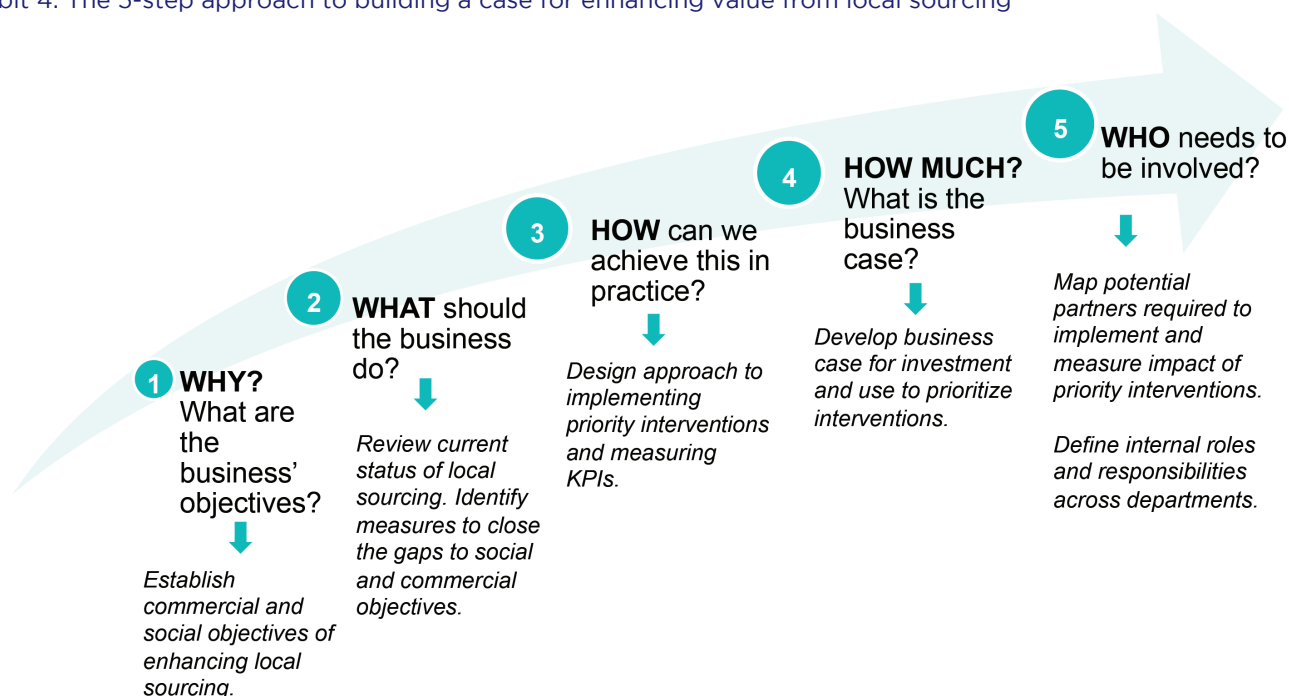 bit 4. The 5-step approach to building a case for enhancing value from local sourcing
1
WHY?
What are
the
business’
objectives?
Establish
commercial and
social objectives of
enhancing local
sourcing.
2
WHAT should
the business
do?
Review current
status of local
sourcing. Identify
measures to close
the gaps to social
and commercial
objectives.
3
HOW can we
achieve this in
practice?
Design approach to
implementing
priority interventions
and measuring
KPIs.
4
HOW MUCH?
What is the
business
case?
Develop business
case for investment
and use to prioritize
interventions.
5
WHO needs to
be involved?
Map potential
partners required to
implement and
measure impact of
priority interventions.
Define internal roles
and responsibilities
across departments.